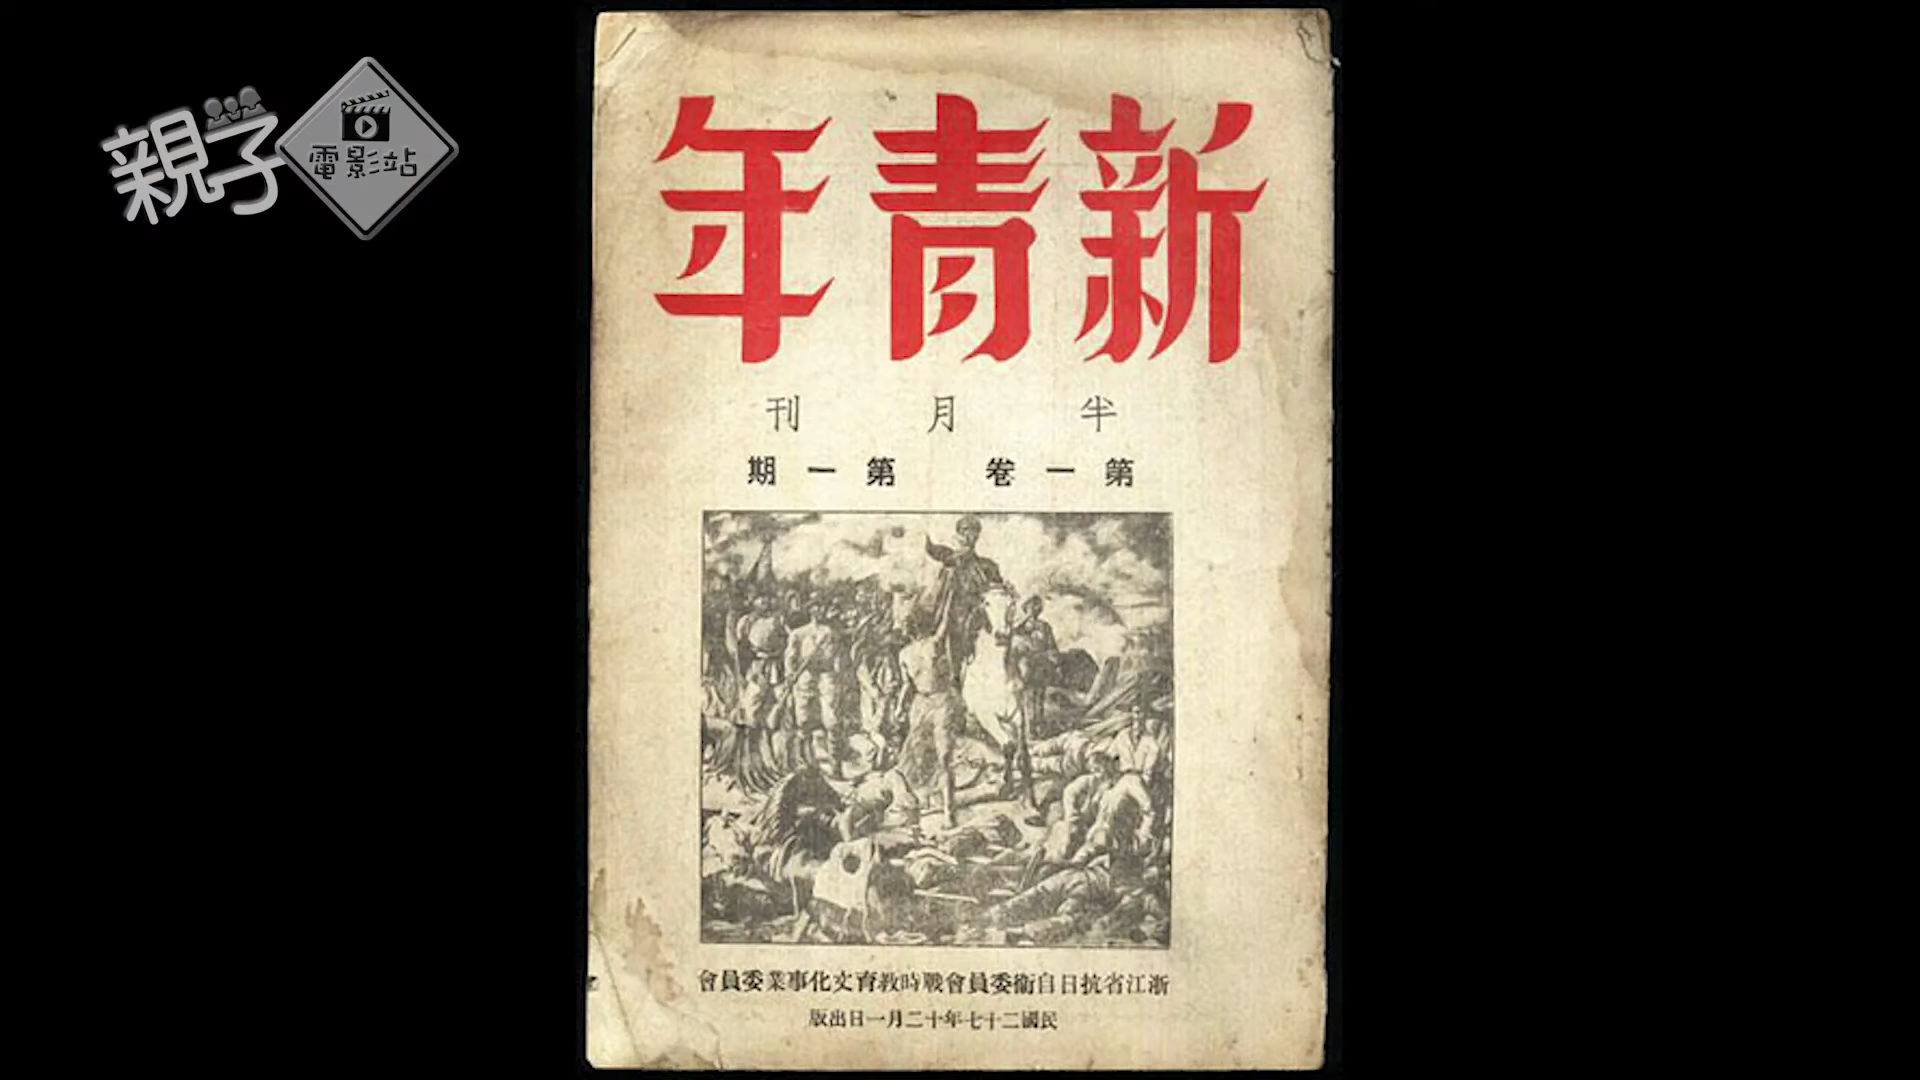 親子
電影站
新青年
半月刊
第一卷 第一期
浙江省抗日自衞委員會戰時教育文化事業委員會
民國二十七年十二月一日出版